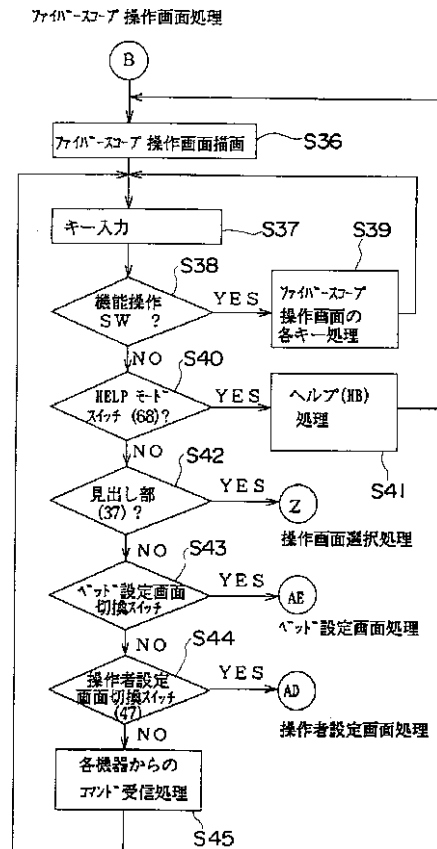 ファイバースコープ 操作画面処理
B
ファイバースコープ 操作画面描画
S36
キー入力
S37
S38
機能操作
SW ?
YES
S39
ファイバースコープ
操作画面の
各キー処理
NO
S40
HELP モード
スイッチ (68)?
YES
ヘルプ(HB)
処理
S41
NO
S42
見出し部
(37) ?
YES
Z
操作画面選択処理
NO
S43
ベッド設定画面
切換スイッチ
YES
AE
ベッド設定画面処理
NO
S44
操作者設定
画面切換スイッチ
(47)
YES
AD
操作者設定画面処理
NO
各機器からの
コマンド受信処理
S45